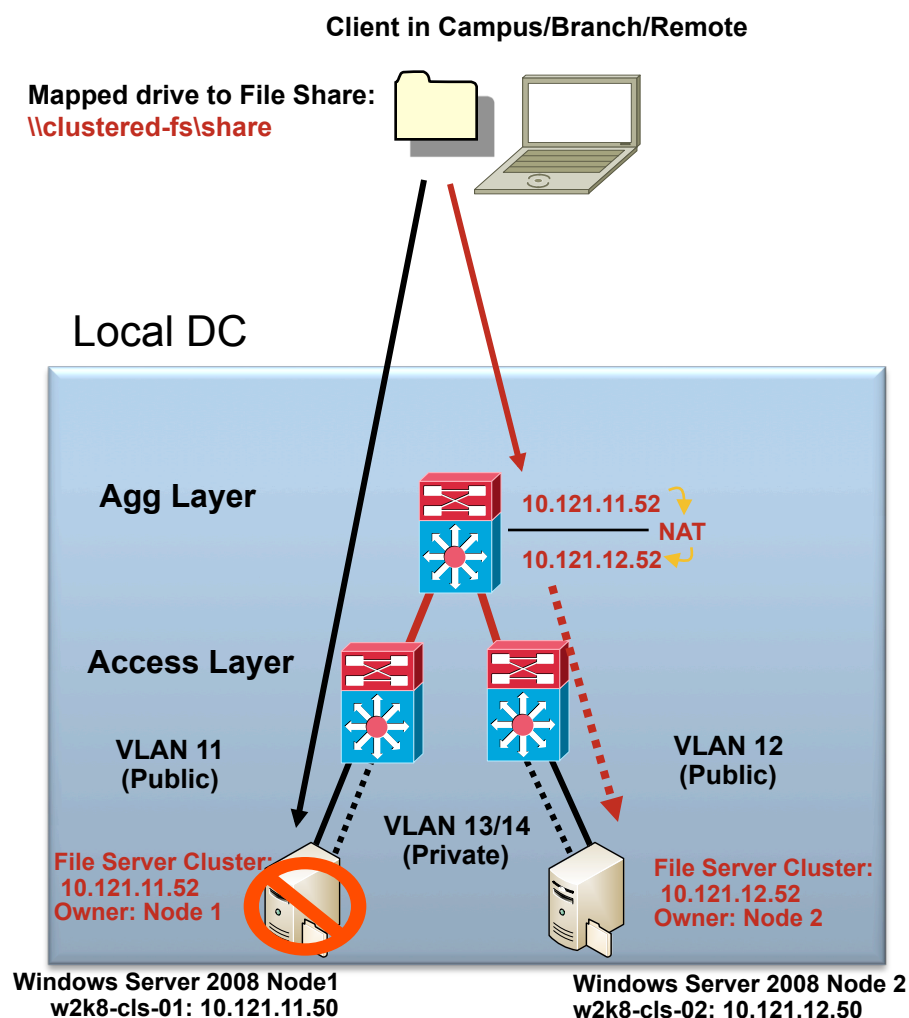 Client in Campus/Branch/Remote
Mapped drive to File Share:
\\clustered-fs\share
Local DC
Agg Layer
10.121.11.52
NAT
10.121.12.52
Access Layer
VLAN 11
(Public)
VLAN 12
(Public)
VLAN 13/14
(Private)
File Server Cluster:
10.121.11.52
Owner: Node 1
File Server Cluster:
10.121.12.52
Owner: Node 2
Windows Server 2008 Node1
w2k8-cls-01: 10.121.11.50
Windows Server 2008 Node 2
w2k8-cls-02: 10.121.12.50